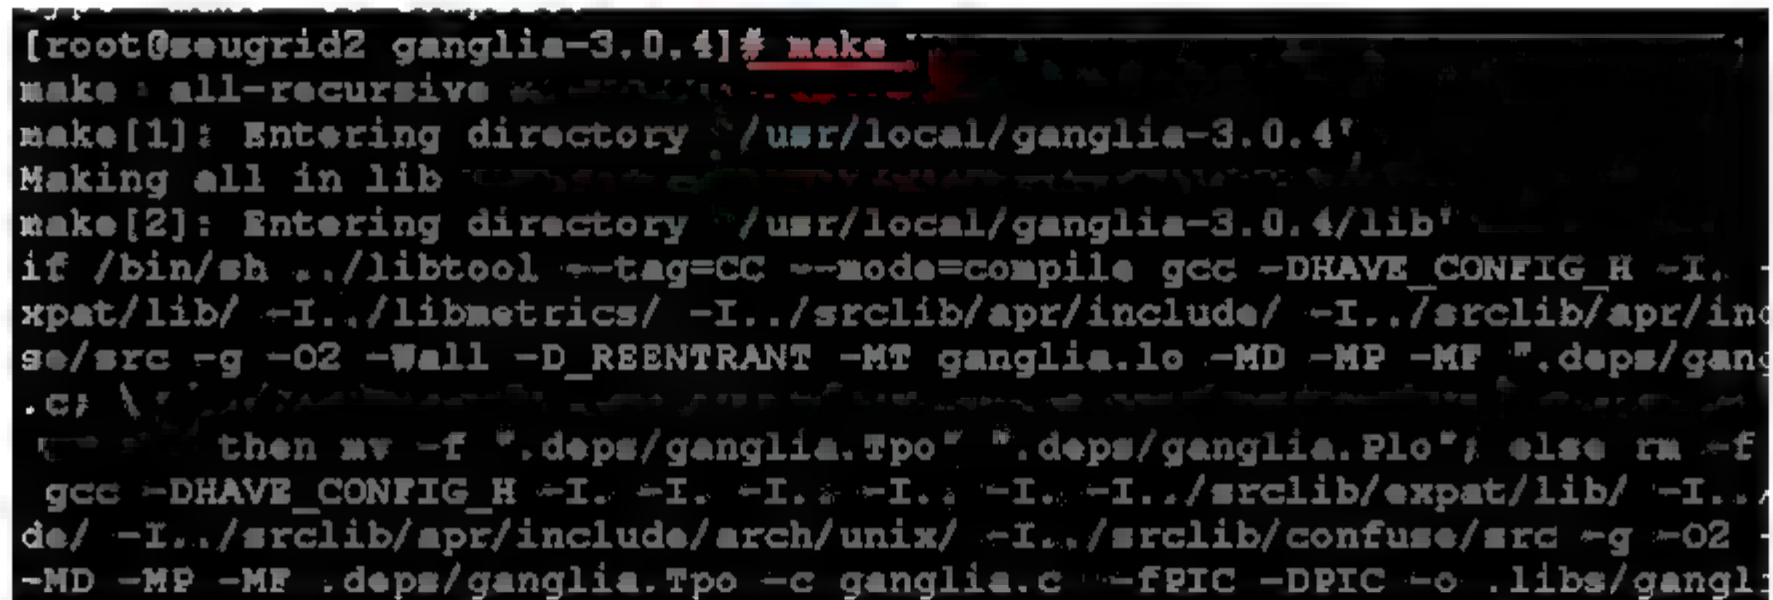 [root@seugrid2 ganglia-3.0.4]# make
make  all-recursive
make[1]: Entering directory `/usr/local/ganglia-3.0.4'
Making all in lib
make[2]: Entering directory `/usr/local/ganglia-3.0.4/lib'
if /bin/sh ../libtool --tag=CC --mode=compile gcc -DHAVE_CONFIG_H -I. -
xpat/lib/ -I../libmetrics/ -I../srclib/apr/include/ -I../srclib/apr/inc
se/src -g -O2 -Wall -D_REENTRANT -MT ganglia.lo -MD -MP -MF ".deps/gang
.c; \
then mv -f ".deps/ganglia.Tpo" ".deps/ganglia.Plo"; else rm -f
gcc -DHAVE_CONFIG_H -I. -I. -I.. -I.. -I.. -I../srclib/expat/lib/ -I../
de/ -I../srclib/apr/include/arch/unix/ -I../srclib/confuse/src -g -O2 -
-MD -MP -MF .deps/ganglia.Tpo -c ganglia.c  -fPIC -DPIC -o .libs/gangli